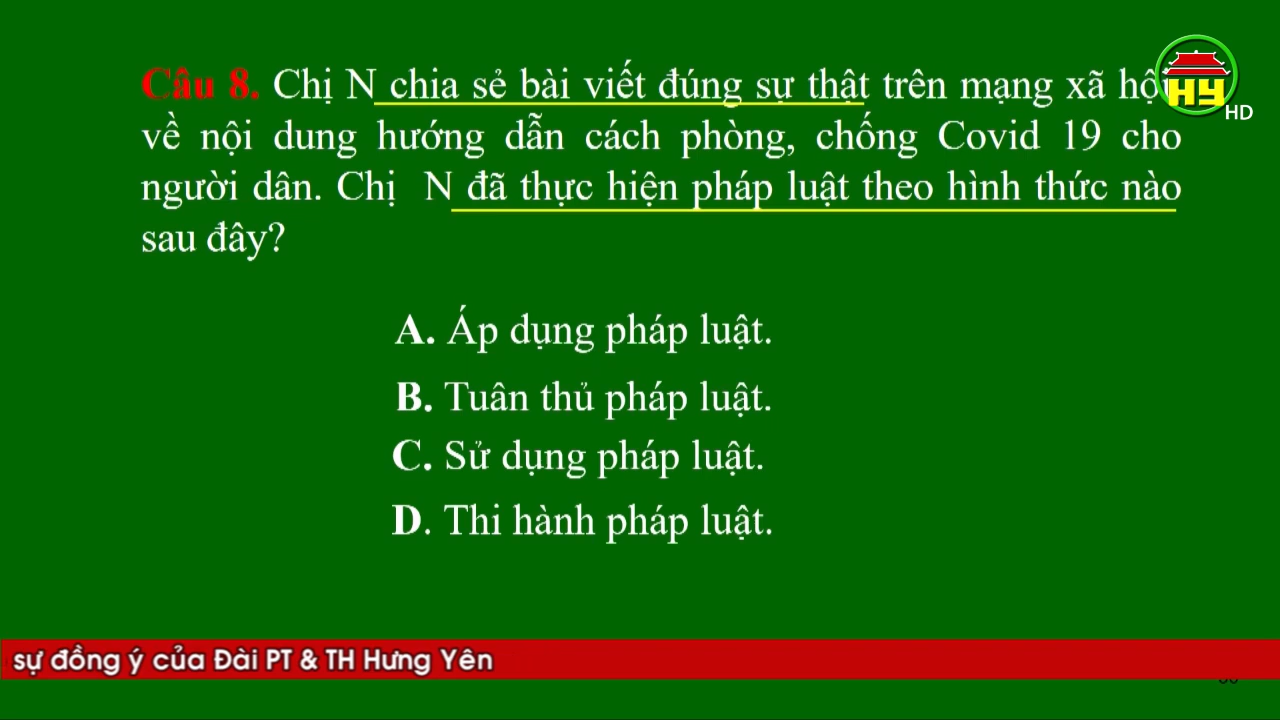 Câu 8. Chị N chia sẻ bài viết đúng sự thật trên mạng xã
về nội dung hướng dẫn cách phòng, chống Covid 19 cho
người dân. Chị N đã thực hiện pháp luật theo hình thức nào
sau đây?
A. Áp dụng pháp luật.
B. Tuân thủ pháp luật.
C. Sử dụng pháp luật.
D. Thi hành pháp luật.
HY
HD
sự đồng ý của Đài PT & TH Hưng Yên